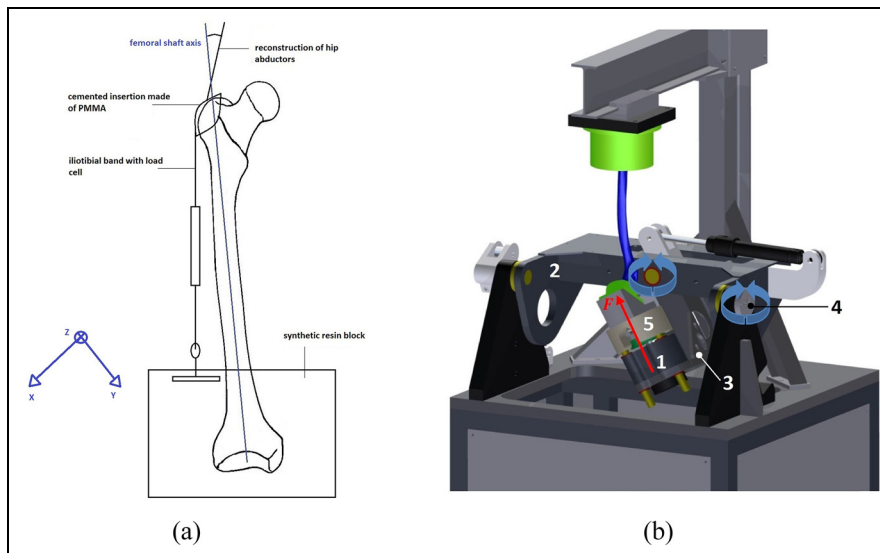 femoral shaft axis
reconstruction of hip
abductors
cemented insertion made
of PMMA
iliotibial band with load
cell
synthetic resin block
Z
X
Y
(a)
2
F
5
1
3
4
(b)